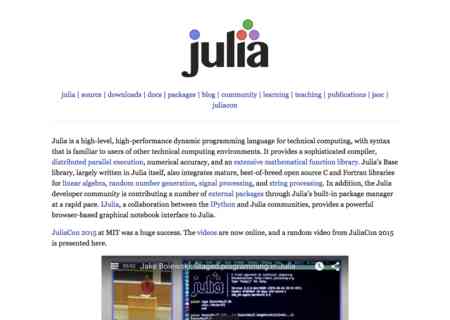 julia
julia | source | downloads | docs | packages | blog | community | learning | teaching | publications | jsoc |
juliacon
Julia is a high-level, high-performance dynamic programming language for technical computing, with syntax
that is familiar to users of other technical computing environments. It provides a sophisticated compiler,
distributed parallel execution, numerical accuracy, and an extensive mathematical function library. Julia's Base
library, largely written in Julia itself, also integrates mature, best-of-breed open source C and Fortran libraries
for linear algebra, random number generation, signal processing, and string processing. In addition, the Julia
developer community is contributing a number of external packages through Julia's built-in package manager
at a rapid pace. IJulia, a collaboration between the IPython and Julia communities, provides a powerful
browser-based graphical notebook interface to Julia.
JuliaCon 2015 at MIT was a huge success. The videos are now online, and a random video from JuliaCon 2015
is presented here.
Jake Bolewski: Staged programming in Julia
julia